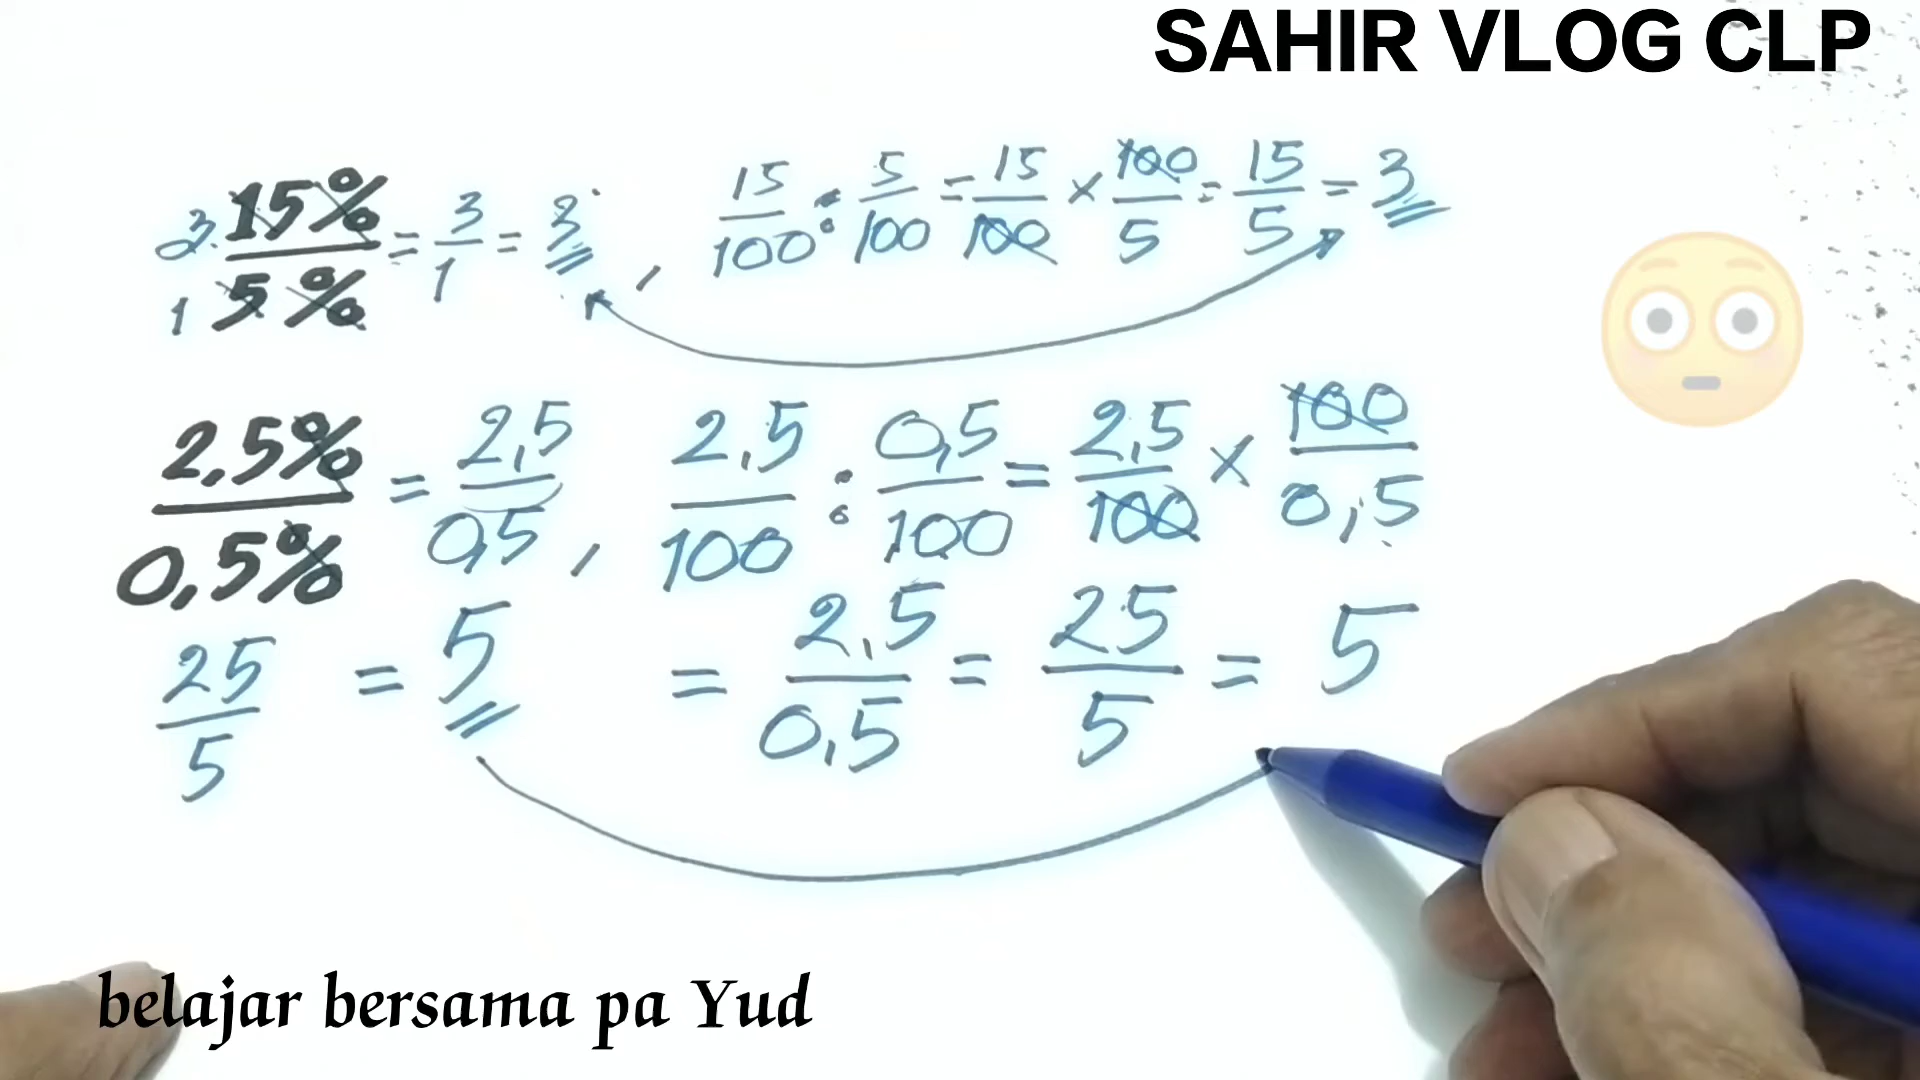 SAHIR VLOG CLP
3 15% / 1 5% = 3/1 = 3 , 15/100 : 5/100 = 15/100 × 100/5 = 15/5 = 3
2,5% / 0,5% = 2,5/0,5 , 2,5/100 : 0,5/100 = 2,5/100 × 100/0,5
25/5 = 5 = 2,5/0,5 = 25/5 = 5
belajar bersama pa Yud